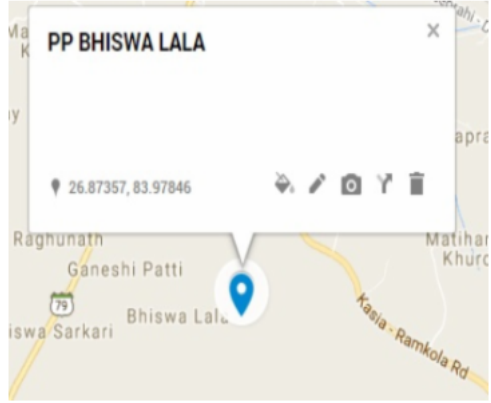 PP BHISWA LALA
26.87357, 83.97846
Raghunath
Ganeshi Patti
79
Bhiswa Lala
Sarkari
Matihar
Khurd
Kasia - Ramkola Rd